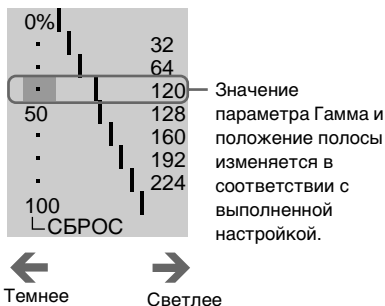 0%
32
64
120
50 128
160
192
224
100
СБРОС
Значение
параметра Гамма и
положение полосы
изменяется в
соответствии с
выполненной
настройкой.
Темнее Светлее